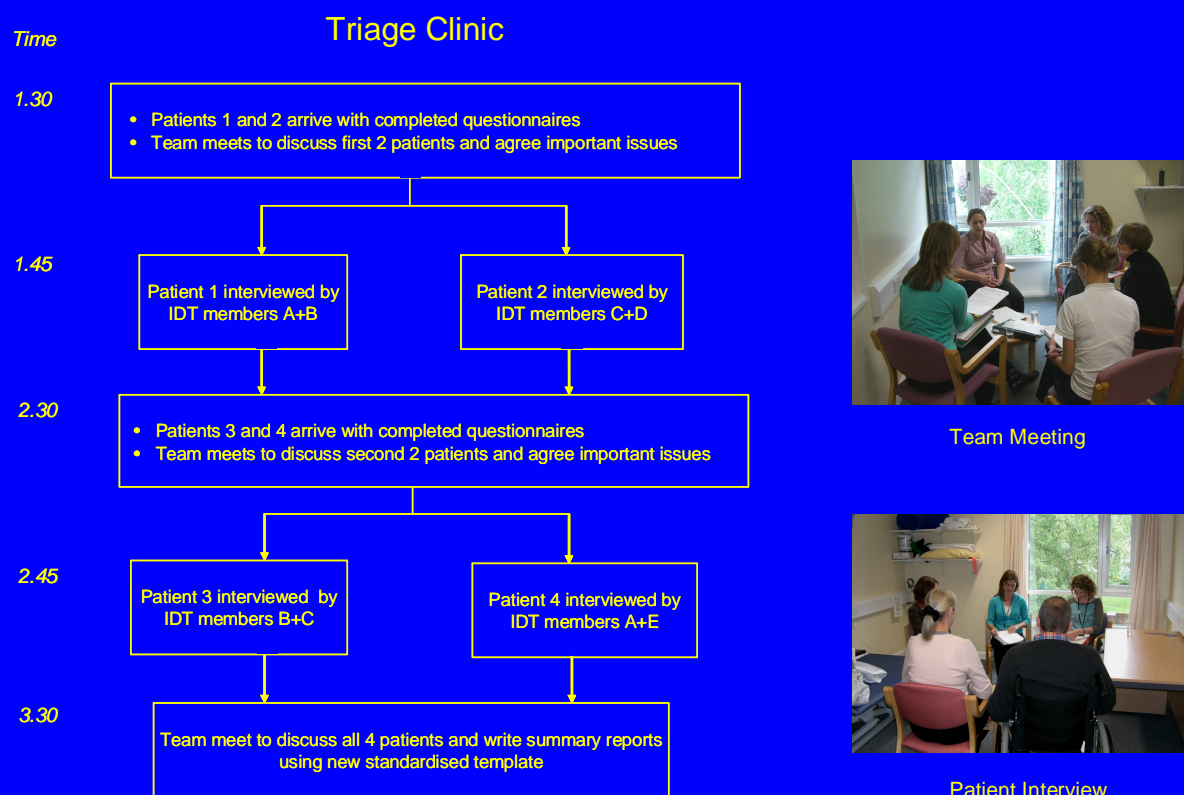 Triage Clinic
Time
1.30
• Patients 1 and 2 arrive with completed questionnaires
• Team meets to discuss first 2 patients and agree important issues
1.45
Patient 1 interviewed by
IDT members A+B
Patient 2 interviewed by
IDT members C+D
2.30
• Patients 3 and 4 arrive with completed questionnaires
• Team meets to discuss second 2 patients and agree important issues
Team Meeting
2.45
Patient 3 interviewed  by
IDT members B+C
Patient 4 interviewed by
IDT members A+E
3.30
Team meet to discuss all 4 patients and write summary reports
using new standardised template
Patient Interview